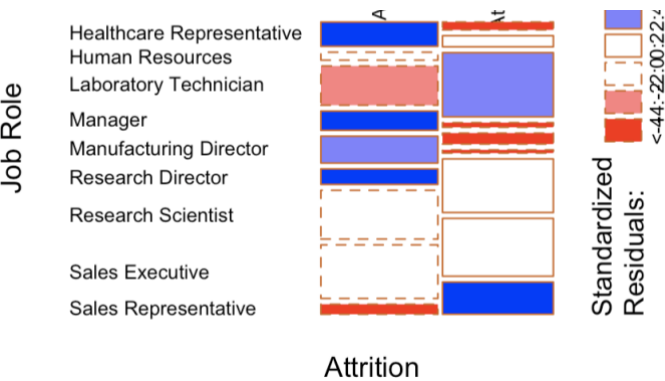 Healthcare Representative
Human Resources
Laboratory Technician
Manager
Manufacturing Director
Research Director
Research Scientist
Sales Executive
Sales Representative
Job Role
Attrition
Standardized
Residuals: